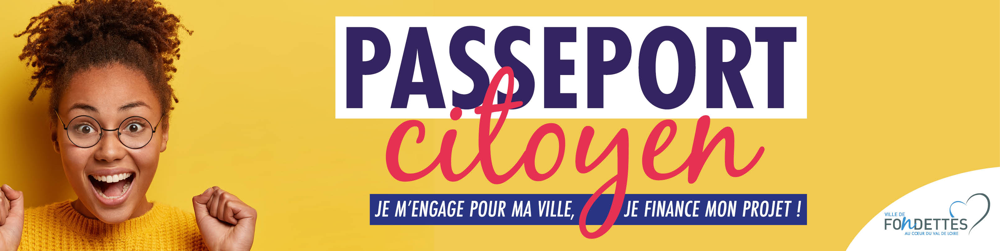 PASSEPORT
citoyen
JE M'ENGAGE POUR MA VILLE, JE FINANCE MON PROJET !
VILLE DE
FONDETTES
AU CŒUR DU VAL DE LOIRE